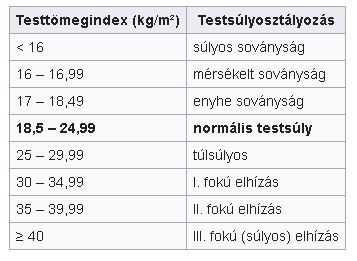 Testtömegindex (kg/m²) Testsúlyosztályozás
< 16 súlyos soványság
16 – 16,99 mérsékelt soványság
17 – 18,49 enyhe soványság
18,5 – 24,99 normális testsúly
25 – 29,99 túlsúlyos
30 – 34,99 I. fokú elhízás
35 – 39,99 II. fokú elhízás
≥ 40 III. fokú (súlyos) elhízás